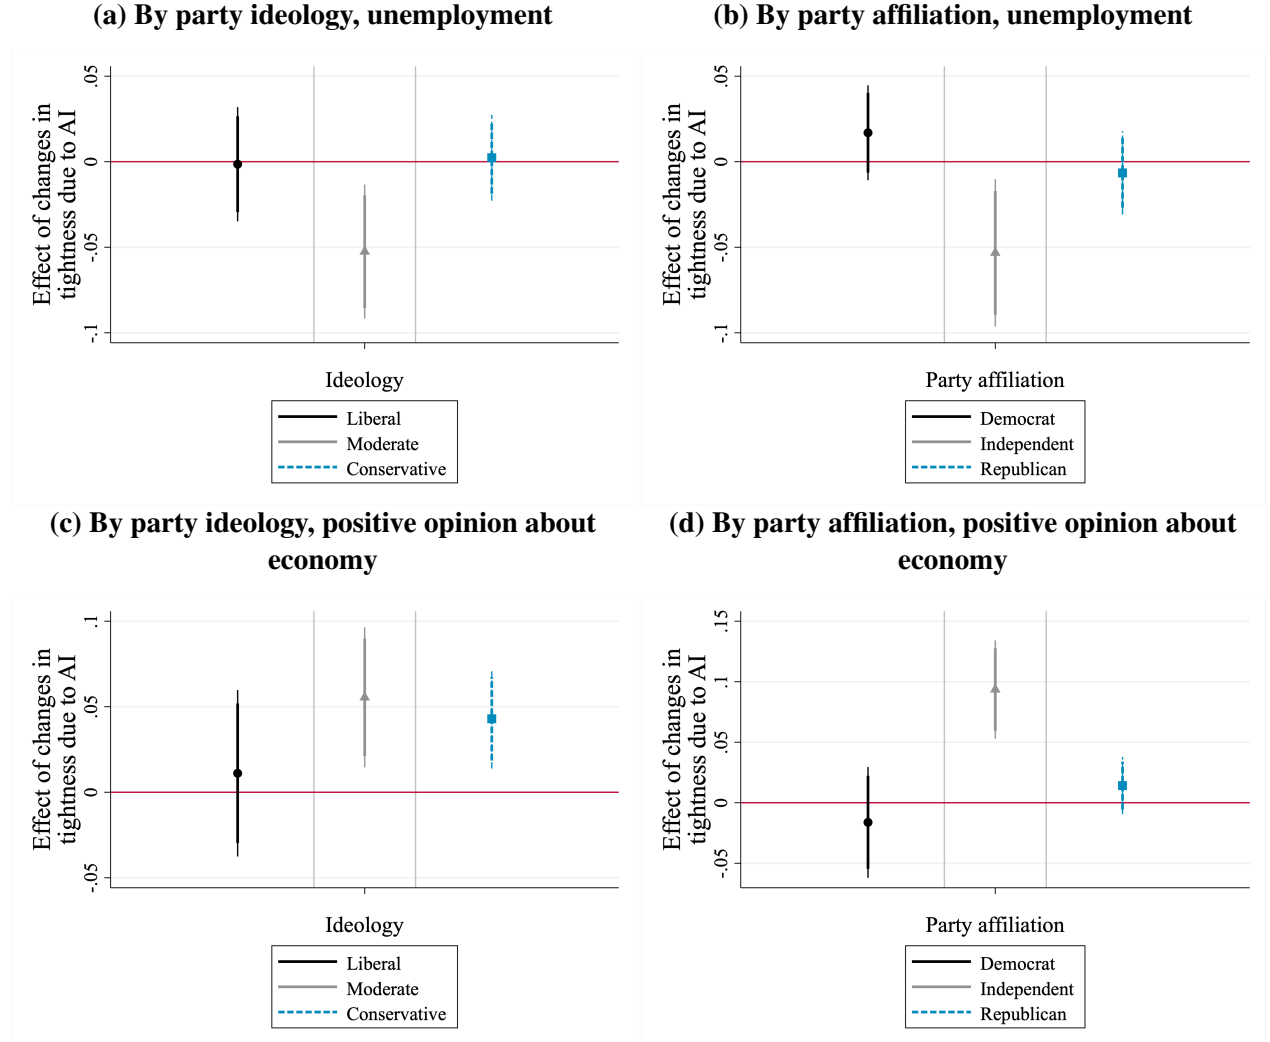 (a) By party ideology, unemployment
Effect of changes in
tightness due to AI
.05
0
-.05
-.1
Ideology
Liberal
Moderate
Conservative
(b) By party affiliation, unemployment
Effect of changes in
tightness due to AI
.05
0
-.05
-.1
Party affiliation
Democrat
Independent
Republican
(c) By party ideology, positive opinion about
economy
Effect of changes in
tightness due to AI
.1
.05
0
-.05
Ideology
Liberal
Moderate
Conservative
(d) By party affiliation, positive opinion about
economy
Effect of changes in
tightness due to AI
.15
.1
.05
0
-.05
Party affiliation
Democrat
Independent
Republican